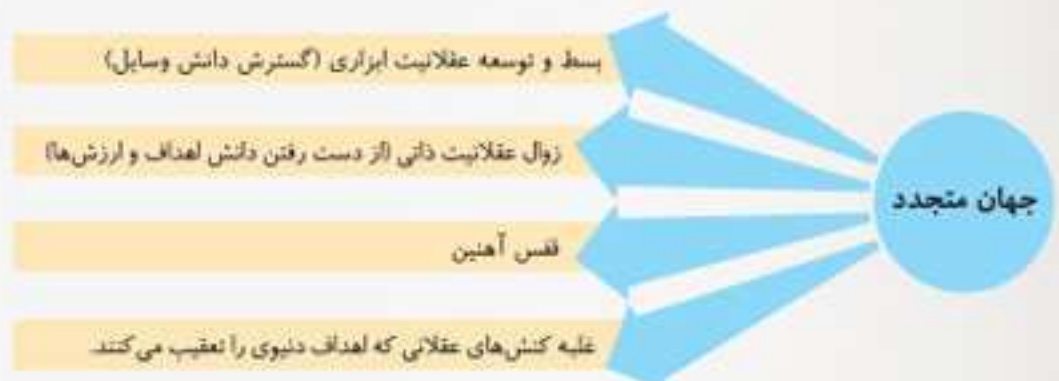 جهان متجدد
بسط و توسعه عقلانیت ابزاری (گسترش دانش وسایل)
زوال عقلانیت ذاتی (از دست رفتن دانش اهداف و ارزش‌ها)
قفس آهنین
غلبه کنش‌های عقلانی که اهداف دنیوی را تعقیب می‌کنند.